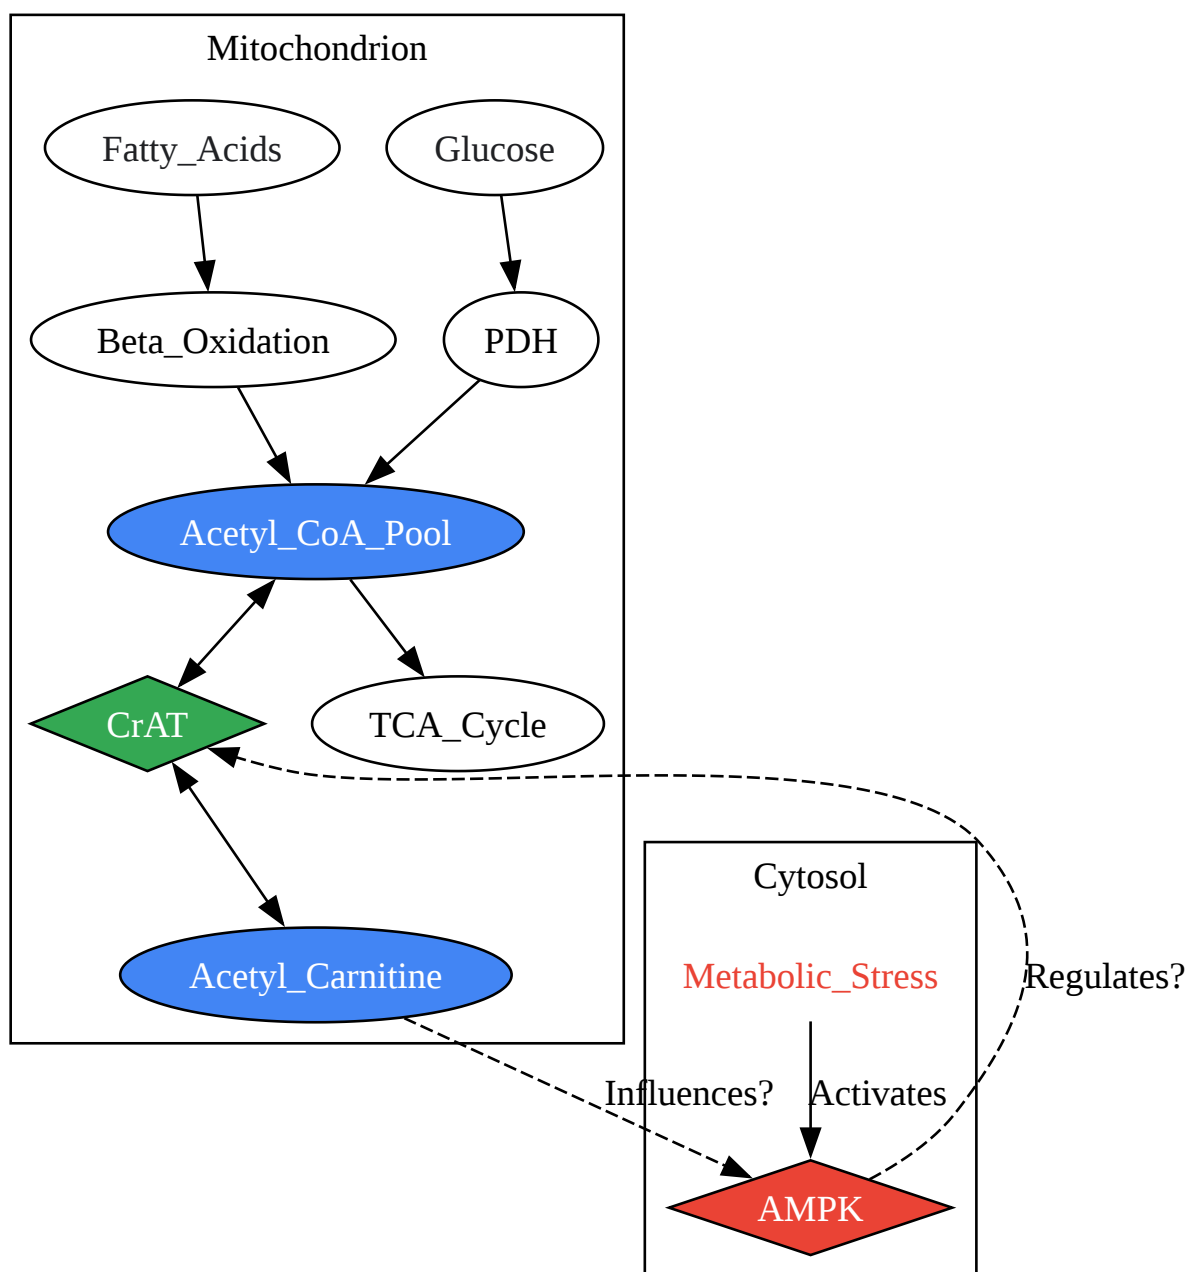 Mitochondrion
Fatty_Acids
Glucose
Beta_Oxidation
PDH
Acetyl_CoA_Pool
CrAT
TCA_Cycle
Cytosol
Acetyl_Carnitine
Metabolic_Stress
Regulates?
Influences?
Activates
AMPK